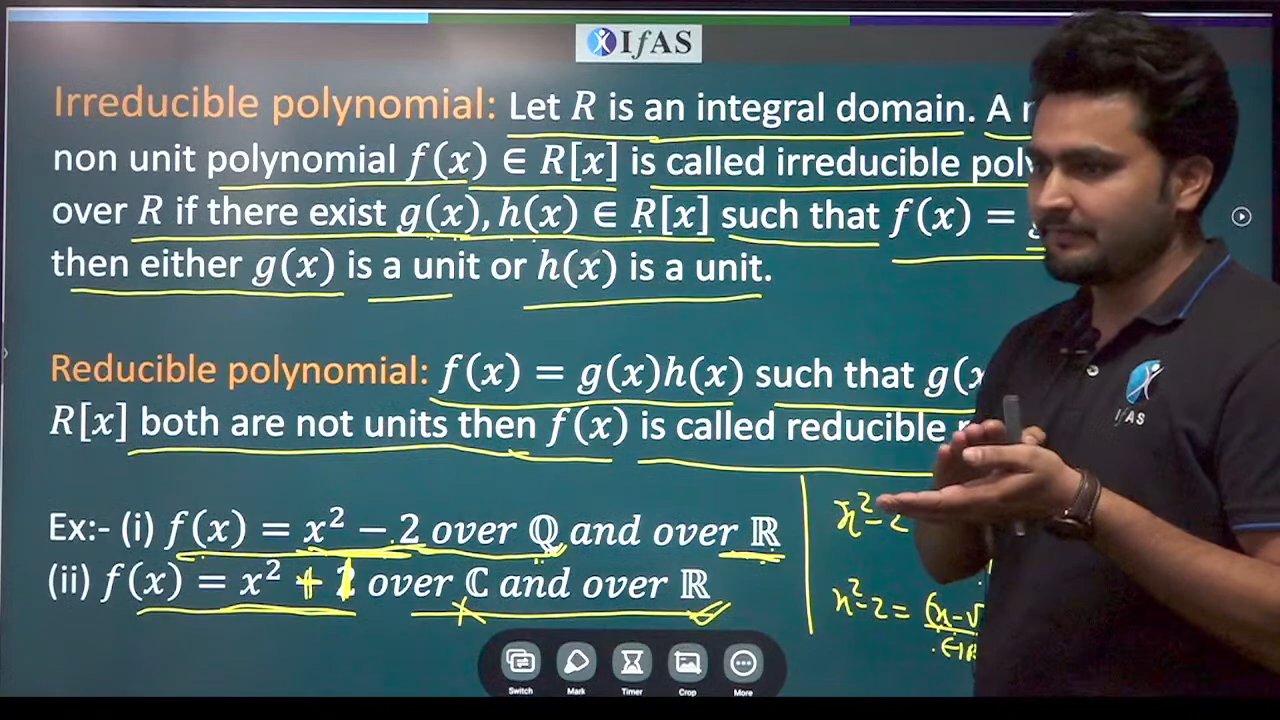 IfAS
Irreducible polynomial: Let R is an integral domain. A
non unit polynomial f(x) ∈ R[x] is called irreducible
over R if there exist g(x), h(x) ∈ R[x] such that f(x) =
then either g(x) is a unit or h(x) is a unit.
Reducible polynomial: f(x) = g(x)h(x) such that
R[x] both are not units then f(x) is called reducible
Ex:- (i) f(x) = x² − 2 over ℚ and over ℝ
(ii) f(x) = x² + 1 over ℂ and over ℝ
x²-2
x²-2 = (x-√
IfAS
Switch Mark Timer Crop More